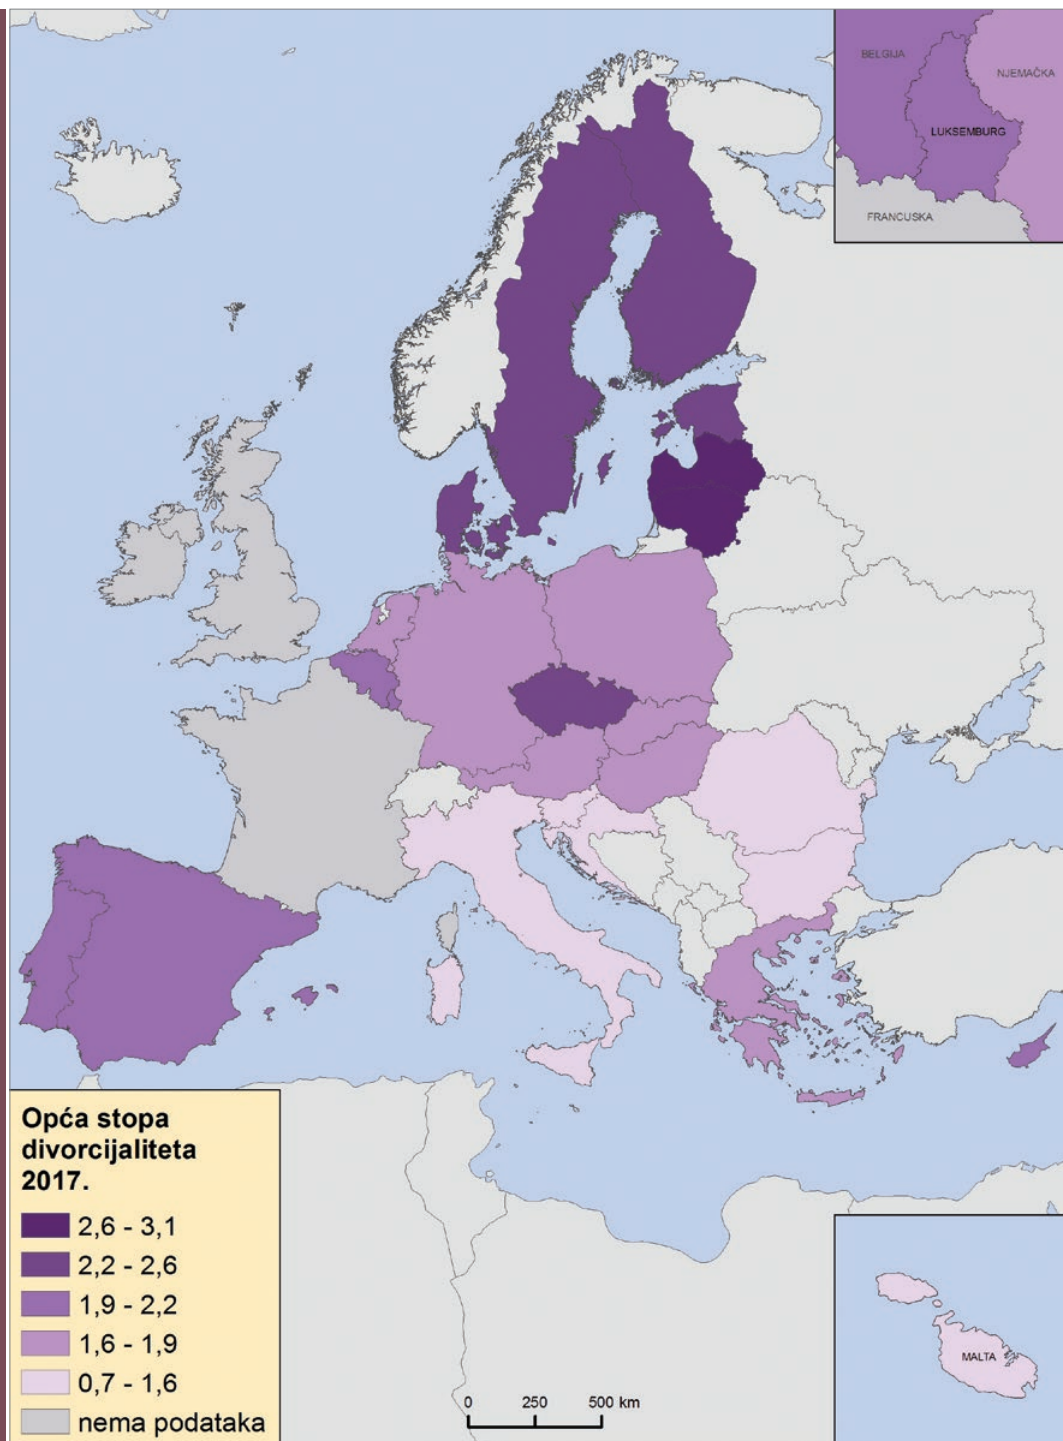 BELGIJA
NJEMAČKA
LUKSEMBURG
FRANCUSKA
Opća stopa
divorcijaliteta
2017.
2,6 - 3,1
2,2 - 2,6
1,9 - 2,2
1,6 - 1,9
0,7 - 1,6
nema podataka
0 250 500 km
MALTA